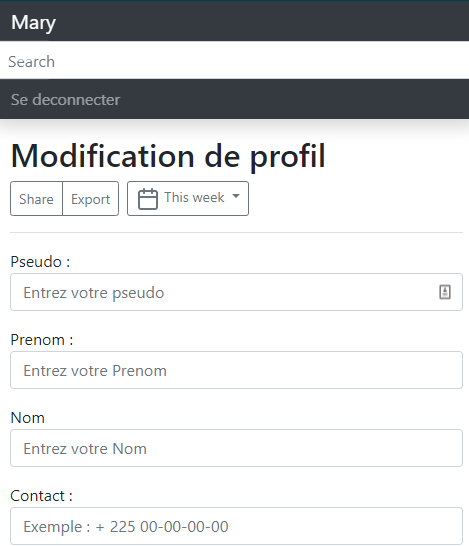 Mary
Search
Se deconnecter
Modification de profil
Share Export This week
Pseudo :
Entrez votre pseudo
Prenom :
Entrez votre Prenom
Nom
Entrez votre Nom
Contact :
Exemple : + 225 00-00-00-00